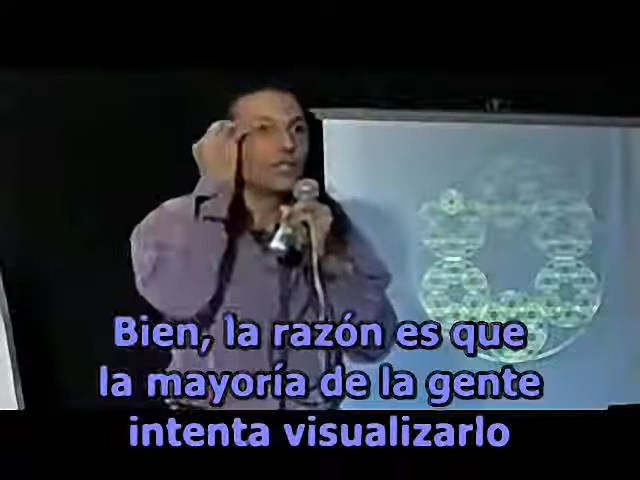 Bien, la razón es que
la mayoría de la gente
intenta visualizarlo